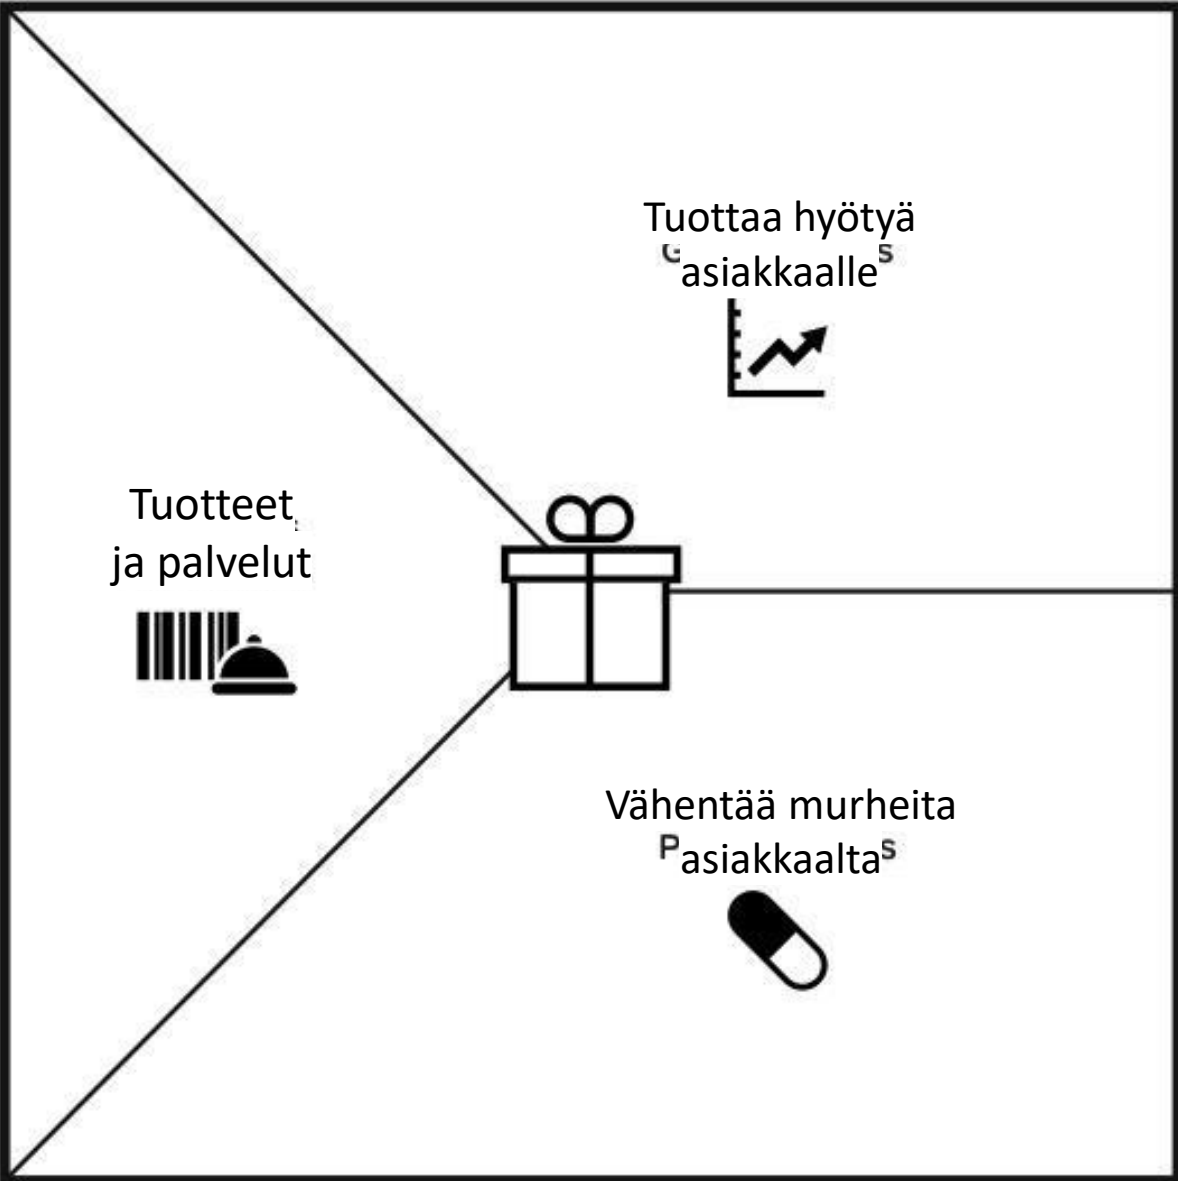 Tuottaa hyötyä
asiakkaalle
Tuotteet
ja palvelut
Vähentää murheita
asiakkaalta